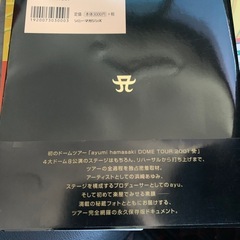 初のドームツアー「ayumi hamasaki DOME TOUR 2001 A」
4大ドーム公演のステージはもちろん、リハーサルから打ち上げまで、
ツアーの全過程を独占密着取材。
アーティストとしての浜崎あゆみ、
ステージを構成するプロデューサーとしてのayu、
そして初めて楽屋でみせる素顔――
満載の秘蔵フォトとともにお届けする、
ツアー完全網羅の永久保存版ドキュメント。